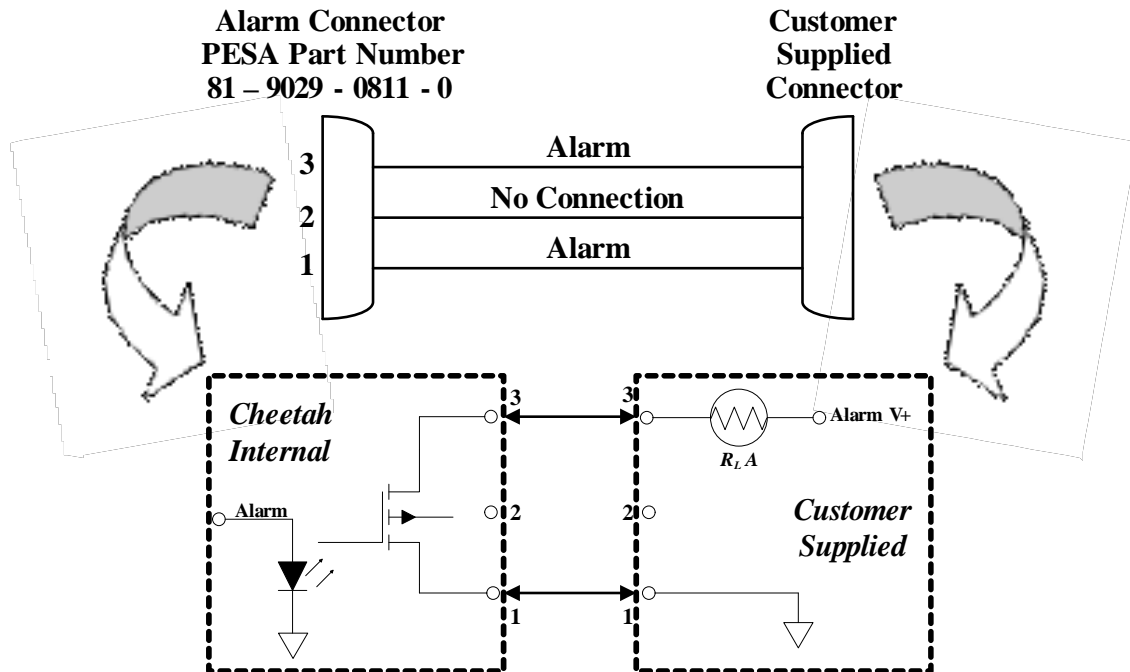 Alarm Connector
PESA Part Number
81 – 9029 - 0811 - 0
Customer
Supplied
Connector
3
Alarm
No Connection
2
Alarm
1
Cheetah
Internal
3
3
Alarm V+
R_L A
Alarm
2
2
Customer
Supplied
1
1